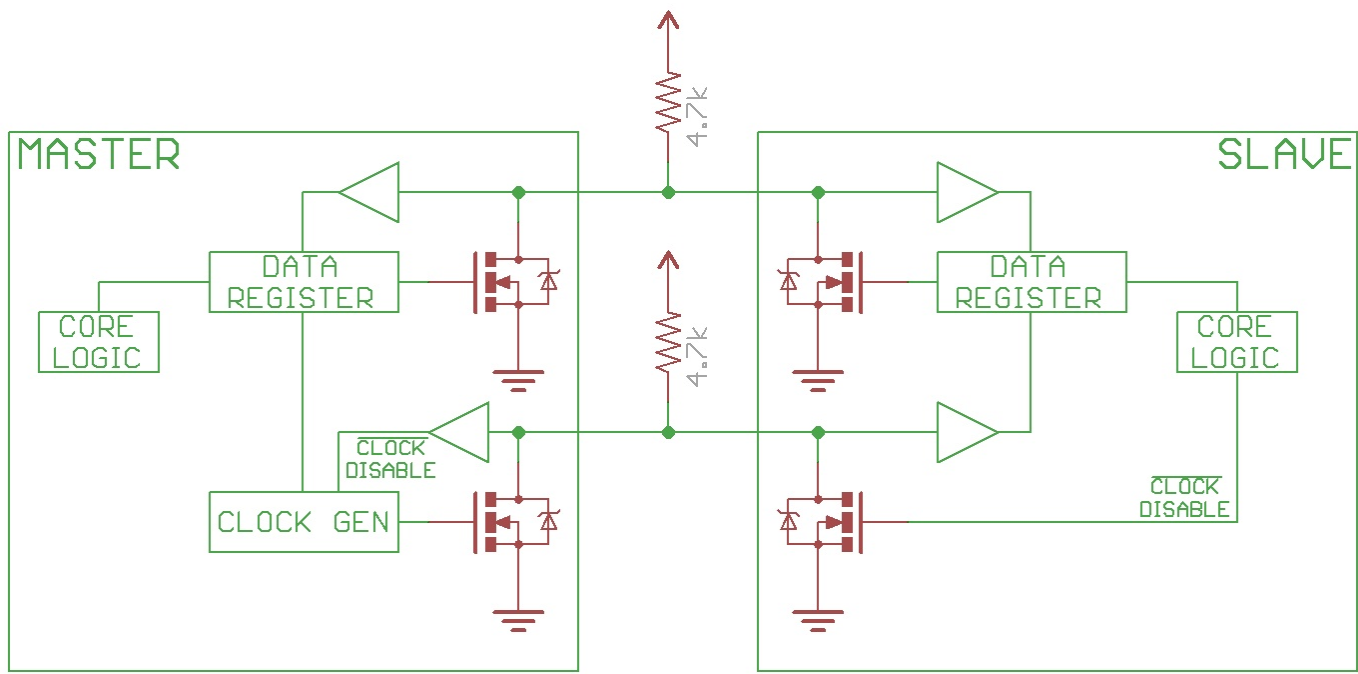 4.7k
MASTER
SLAVE
DATA
REGISTER
DATA
REGISTER
CORE
LOGIC
4.7k
CORE
LOGIC
CLOCK
DISABLE
CLOCK
DISABLE
CLOCK GEN